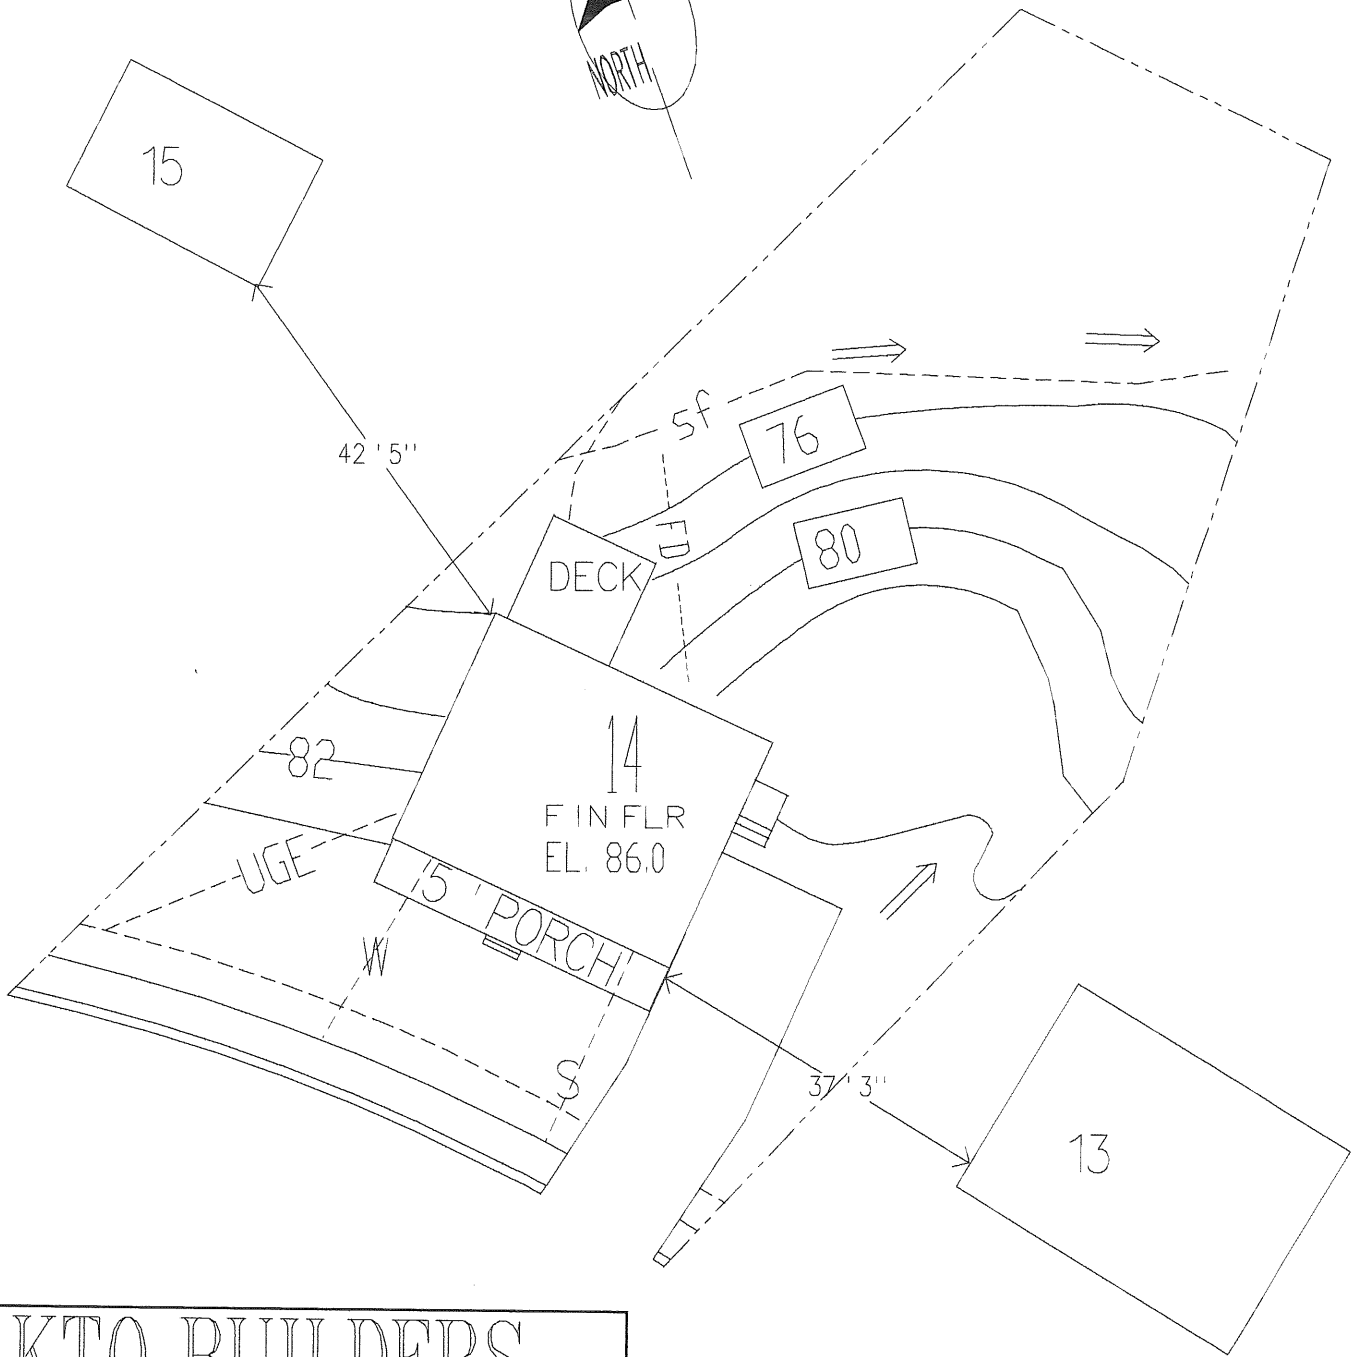 NORTH
15
42'5"
sf
76
FD
80
DECK
82
14
FIN FLR
EL. 86.0
UGE
5' PORCH
W
S
37'3"
13
KTO BUILDERS